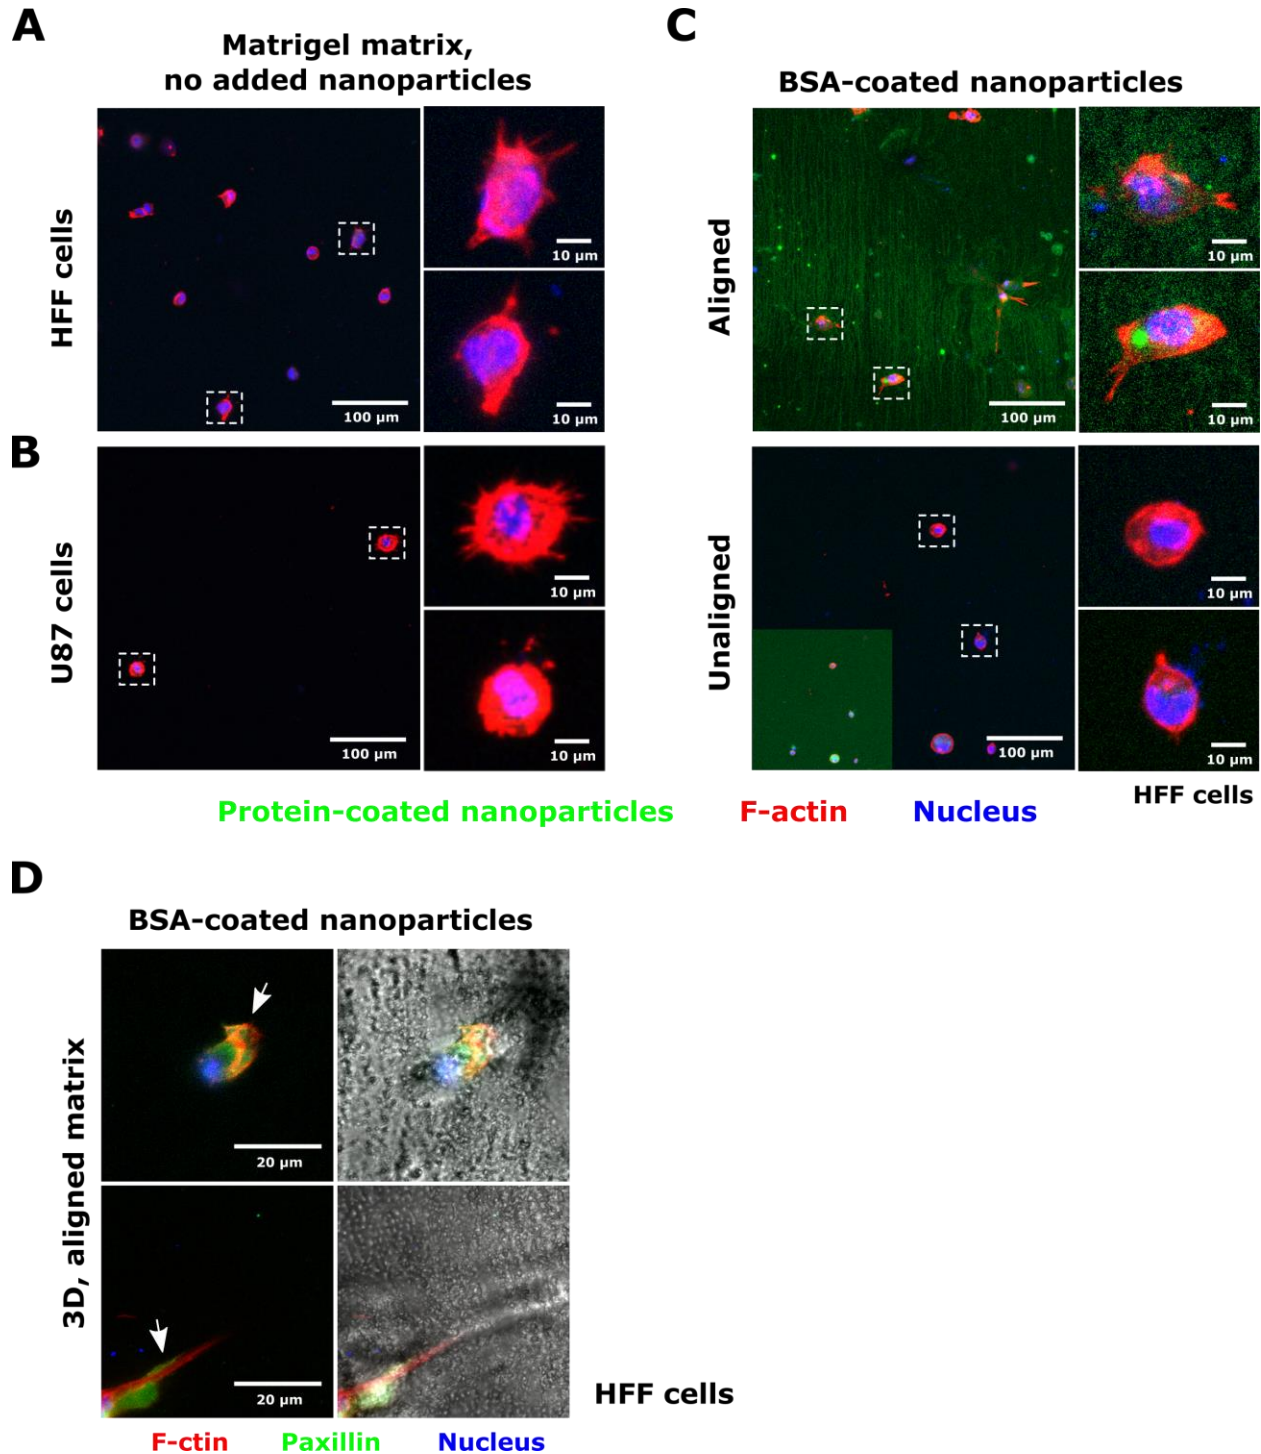 A
Matrigel matrix,
no added nanoparticles
HFF cells
100 µm
10 µm
10 µm
B
U87 cells
100 µm
10 µm
10 µm
C
BSA-coated nanoparticles
Aligned
100 µm
10 µm
10 µm
Unaligned
100 µm
10 µm
10 µm
HFF cells
Protein-coated nanoparticles F-actin Nucleus
D
BSA-coated nanoparticles
3D, aligned matrix
20 µm
20 µm
HFF cells
F-ctin Paxillin Nucleus